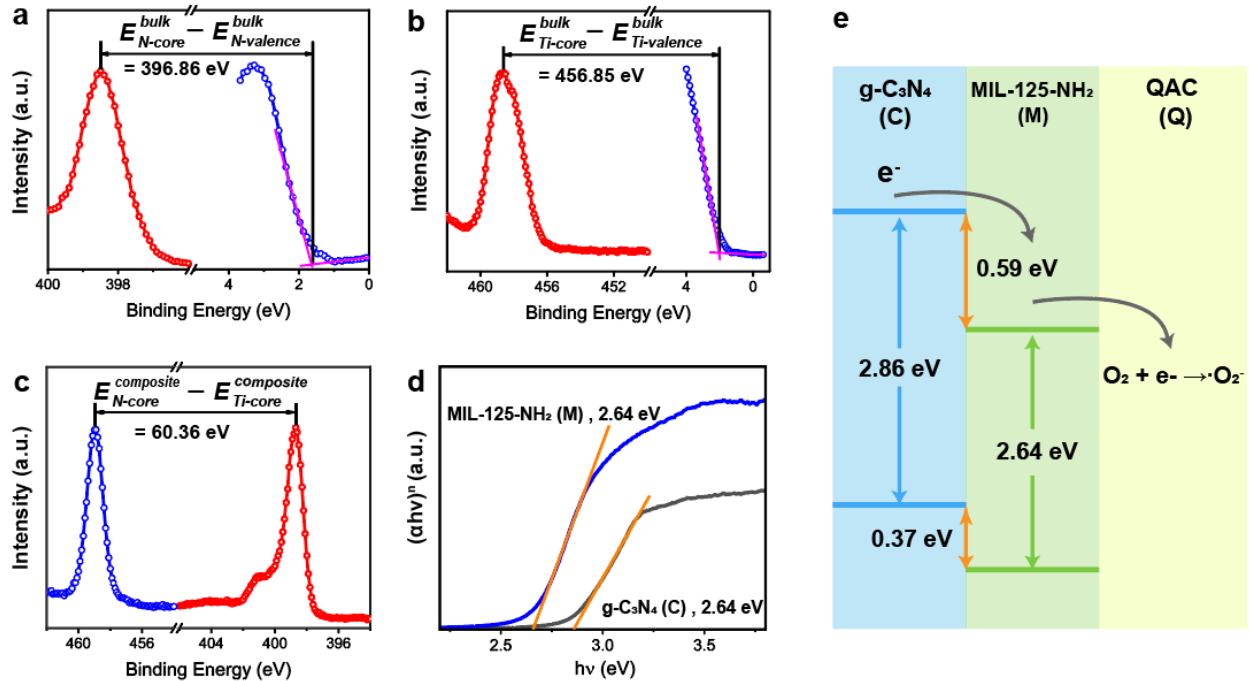 a
E^bulk_N-core − E^bulk_N-valence
= 396.86 eV
Intensity (a.u.)
400 398 4 2 0
Binding Energy (eV)
b
E^bulk_Ti-core − E^bulk_Ti-valence
= 456.85 eV
Intensity (a.u.)
460 456 452 4 2 0
Binding Energy (eV)
c
E^composite_N-core − E^composite_Ti-core
= 60.36 eV
Intensity (a.u.)
460 456 404 400 396
Binding Energy (eV)
d
MIL-125-NH₂ (M) , 2.64 eV
g-C₃N₄ (C) , 2.64 eV
(αhν)ⁿ (a.u.)
2.5 3.0 3.5
hν (eV)
e
g-C₃N₄
(C)
MIL-125-NH₂
(M)
QAC
(Q)
e⁻
0.59 eV
2.86 eV
O₂ + e- →·O₂⁻
2.64 eV
0.37 eV